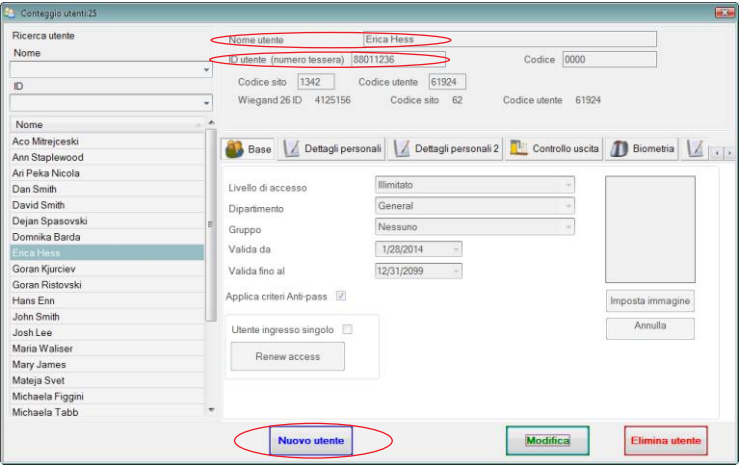 Conteggio utenti:25
Ricerca utente
Nome
ID
Nome
Aco Mitrejceski
Ann Staplewood
Ari Peka Nicola
Dan Smith
David Smith
Dejan Spasovski
Domnika Barda
Erica Hess
Goran Kjurciev
Goran Ristovski
Hans Enn
John Smith
Josh Lee
Maria Waliser
Mary James
Mateja Svet
Michaela Figgini
Michaela Tabb
Nome utente Erica Hess
ID utente (numero tessera) 88011236 Codice 0000
Codice sito 1342 Codice utente 61924
Wiegand 26 ID 4125156 Codice sito 62 Codice utente 61924
Base Dettagli personali Dettagli personali 2 Controllo uscita Biometria
Livello di accesso Illimitato
Dipartimento General
Gruppo Nessuno
Valida da 1/28/2014
Valida fino al 12/31/2099
Applica criteri Anti-pass
Imposta immagine
Utente ingresso singolo
Annulla
Renew access
Nuovo utente Modifica Elimina utente